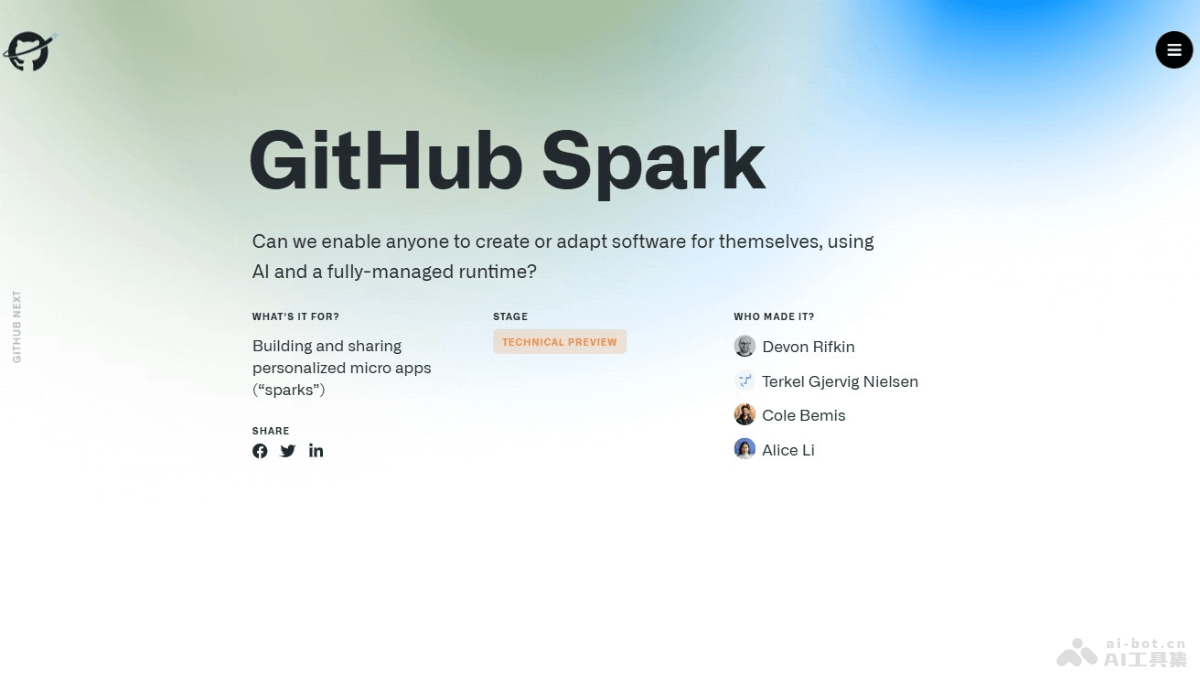 GitHub Spark
Can we enable anyone to create or adapt software for themselves, using
AI and a fully-managed runtime?
GITHUB NEXT
WHAT'S IT FOR?
Building and sharing
personalized micro apps
(“sparks”)
SHARE
STAGE
TECHNICAL PREVIEW
WHO MADE IT?
Devon Rifkin
Terkel Gjervig Nielsen
Cole Bemis
Alice Li
ai-bot.cn
AI工具集